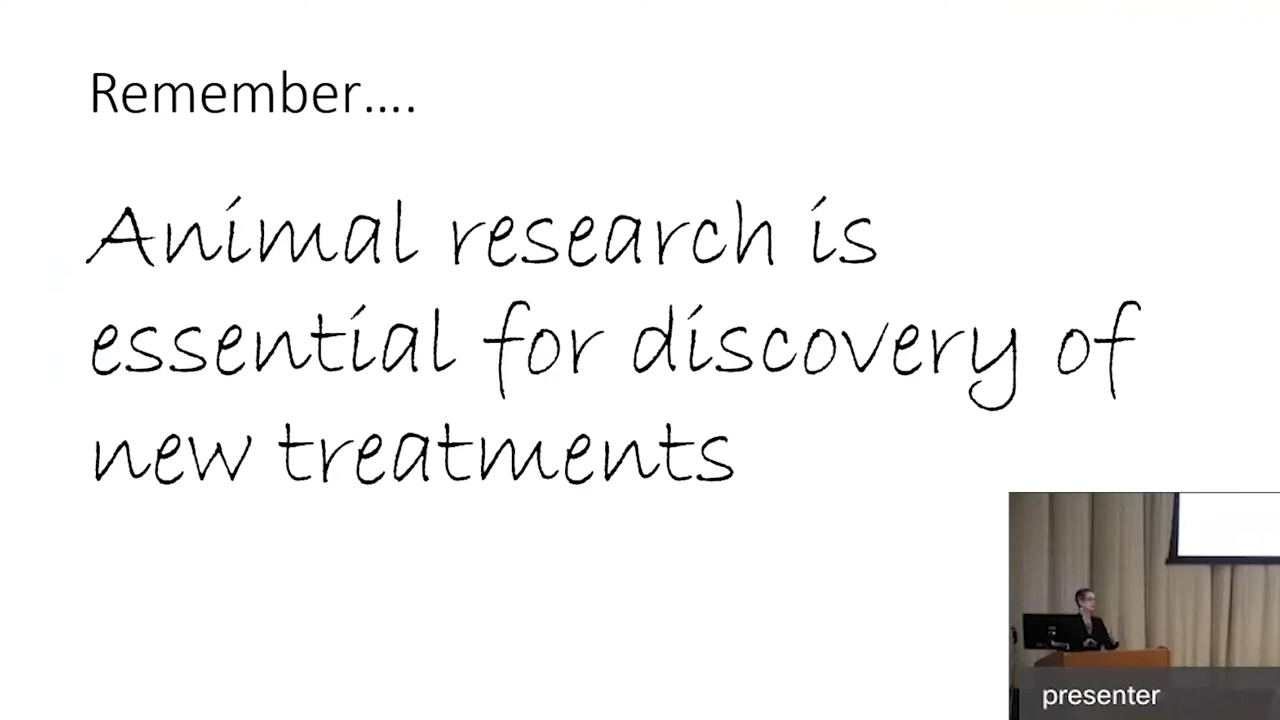 Remember....
Animal research is
essential for discovery of
new treatments
presenter